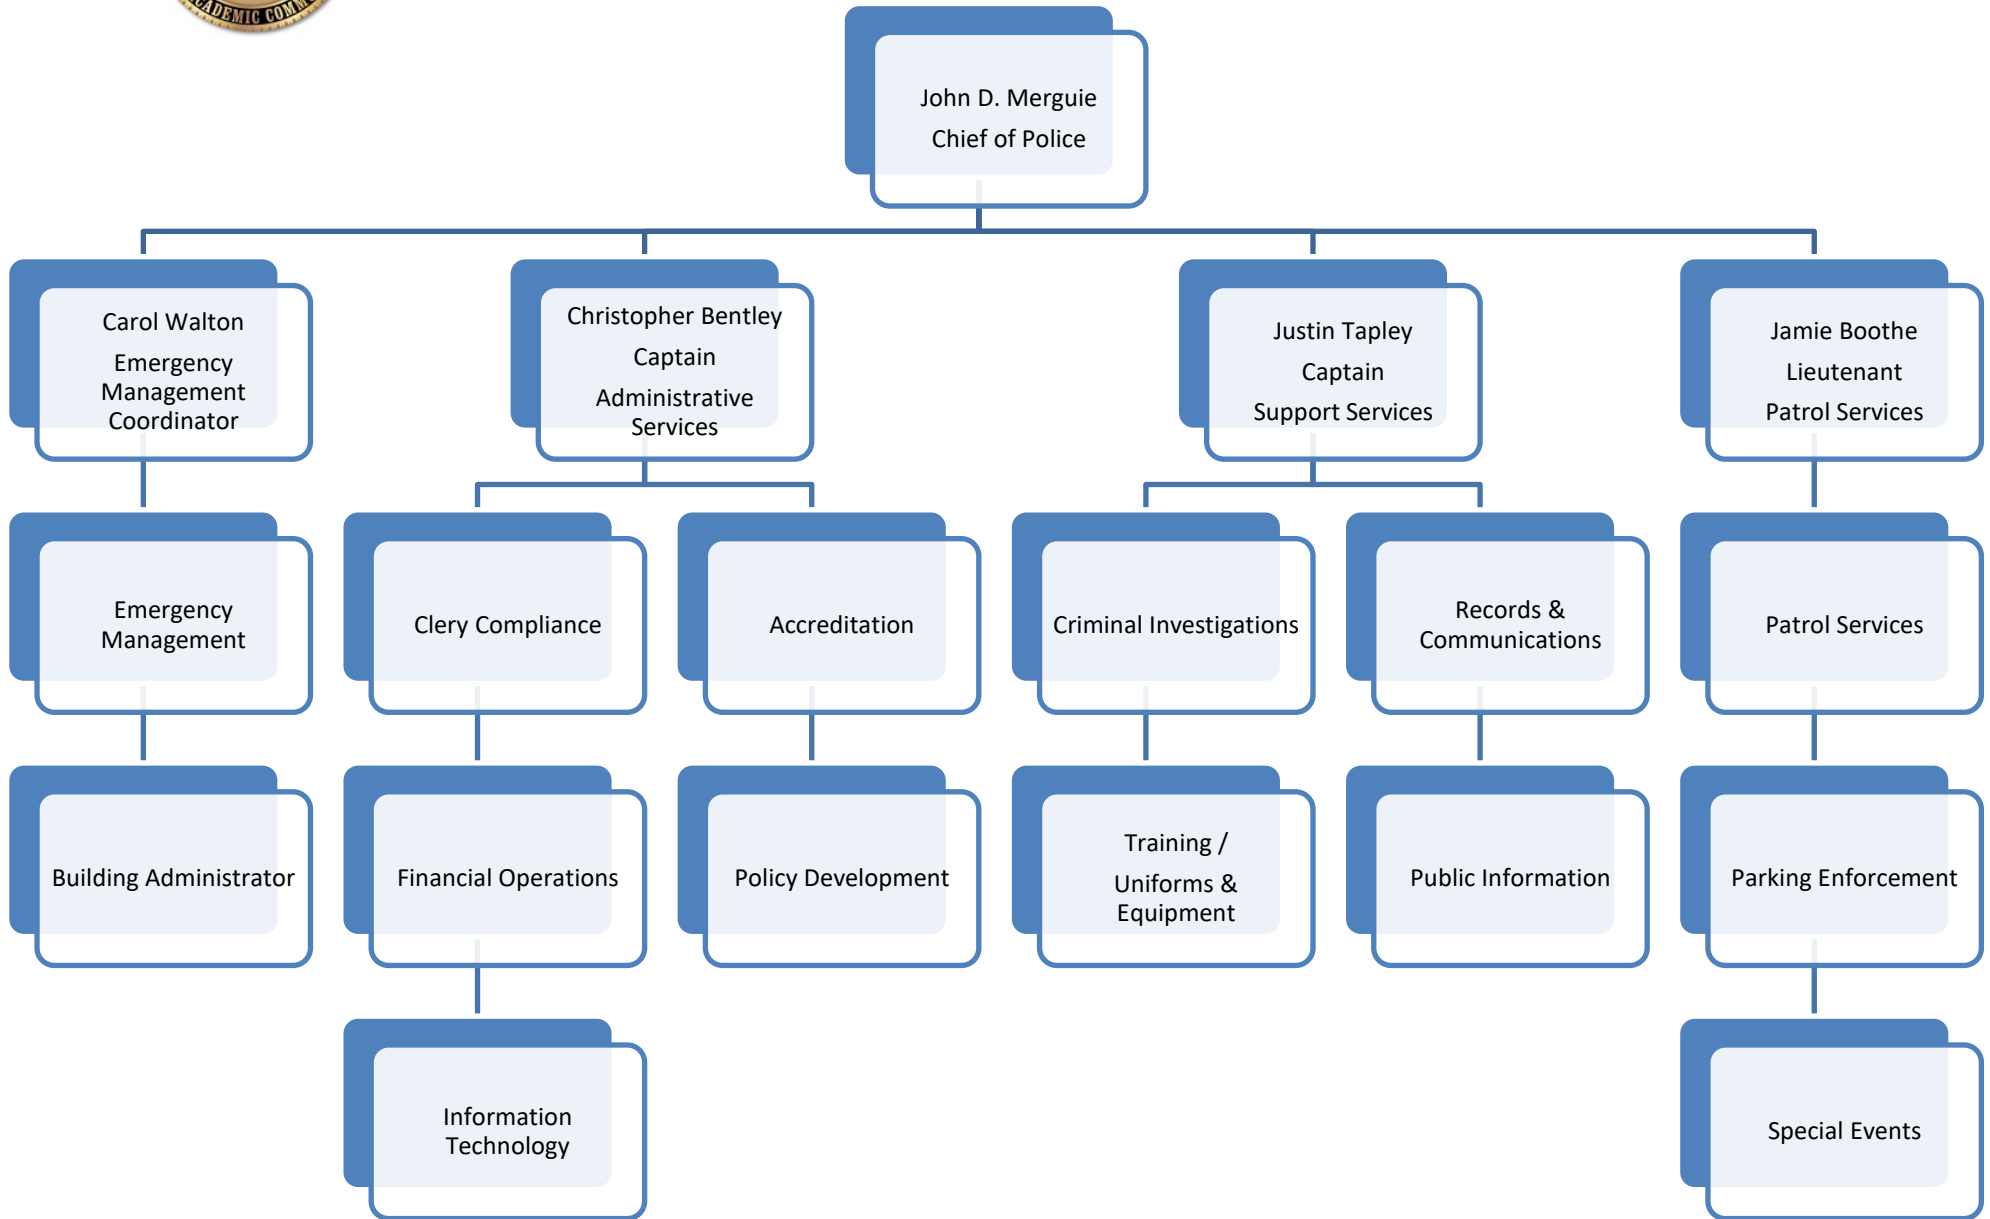 John D. Merguie
Chief of Police
Carol Walton
Emergency
Management
Coordinator
Christopher Bentley
Captain
Administrative
Services
Justin Tapley
Captain
Support Services
Jamie Boothe
Lieutenant
Patrol Services
Emergency
Management
Clery Compliance
Accreditation
Criminal Investigations
Records &
Communications
Patrol Services
Building Administrator
Financial Operations
Policy Development
Training /
Uniforms &
Equipment
Public Information
Parking Enforcement
Information
Technology
Special Events